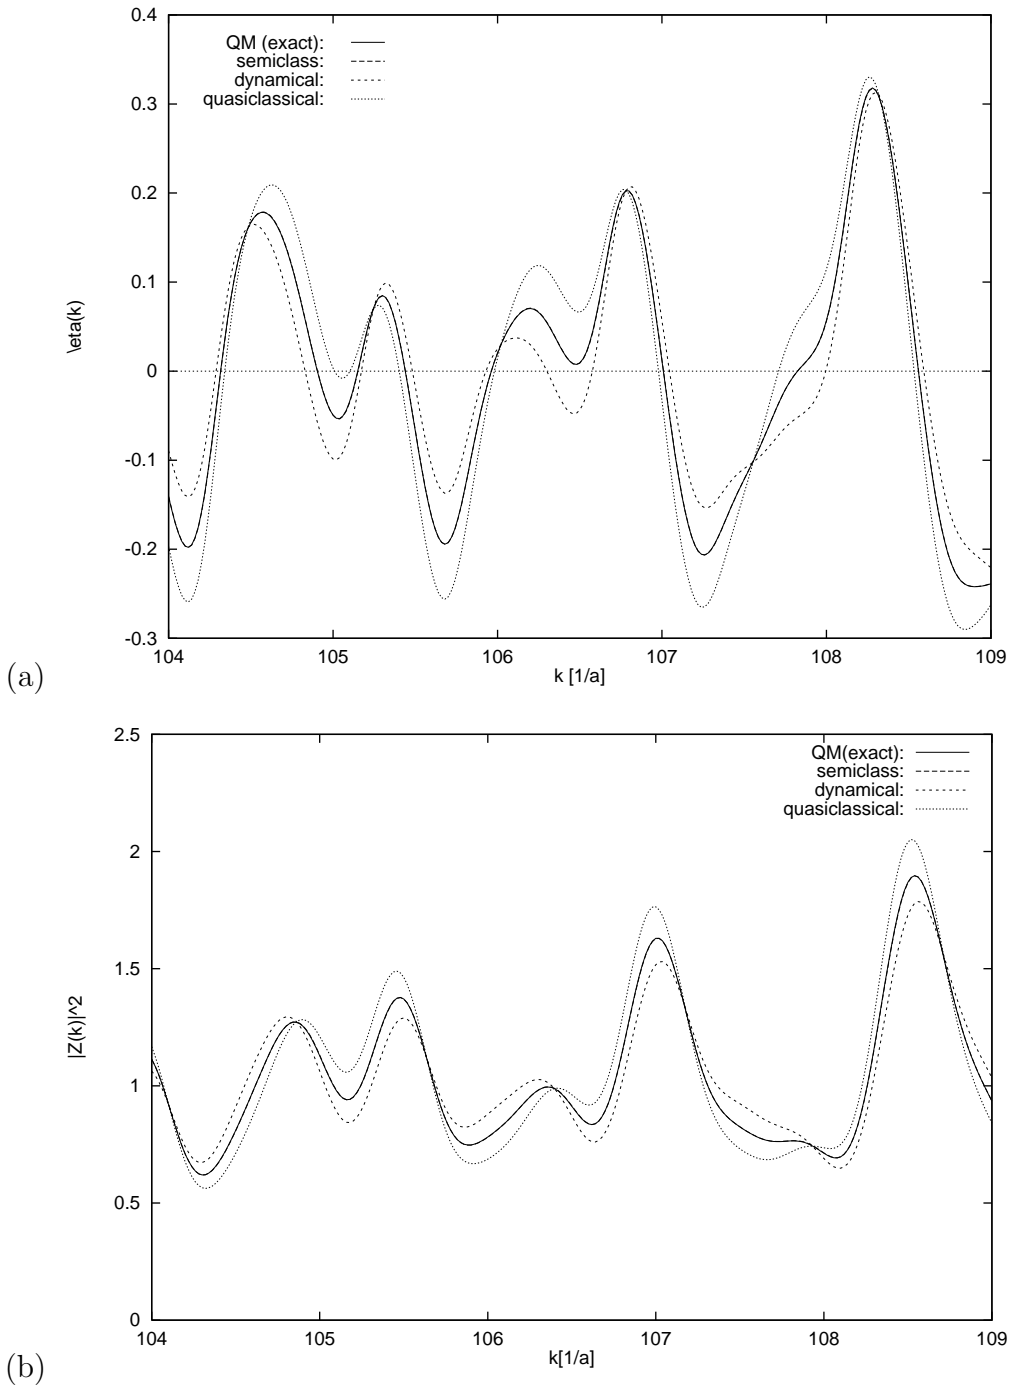 0.4
QM (exact):
semiclass:
dynamical:
quasiclassical:
0.3
0.2
0.1
0
-0.1
-0.2
-0.3
\eta(k)
104 105 106 107 108 109
k [1/a]
(a)
2.5
QM(exact):
semiclass:
dynamical:
quasiclassical:
2
1.5
1
0.5
0
|Z(k)|^2
104 105 106 107 108 109
k[1/a]
(b)